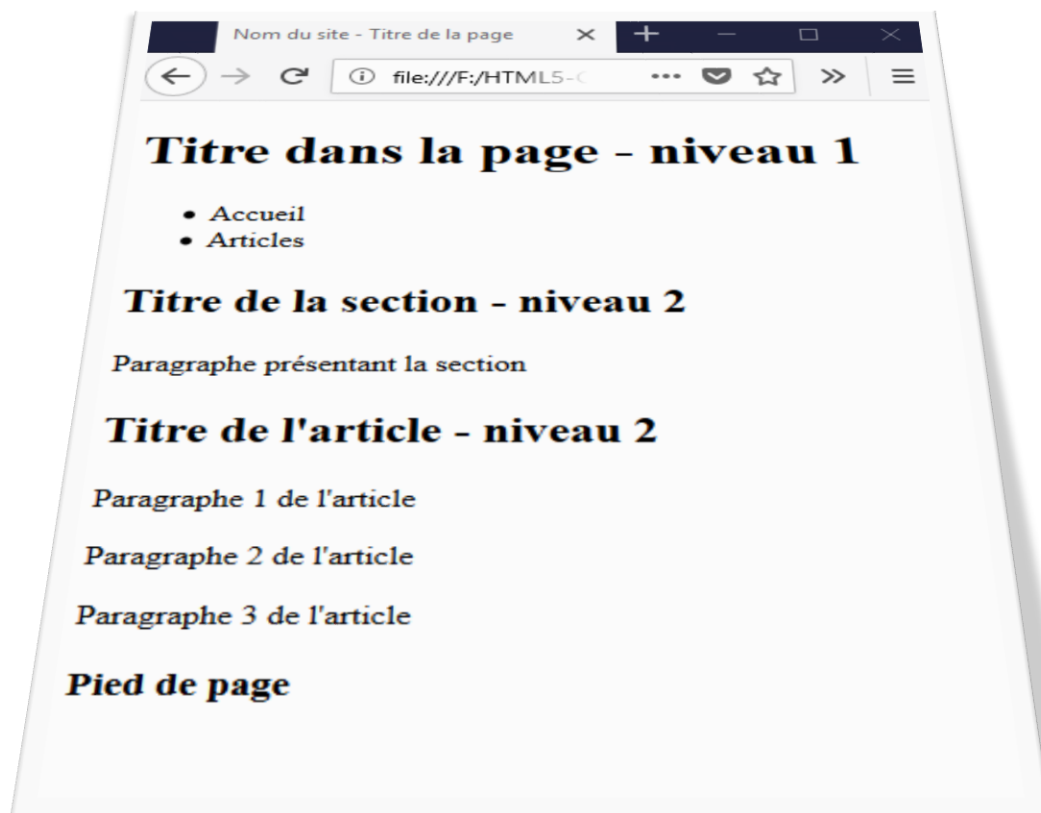 Nom du site - Titre de la page
file:///F:/HTML5-
Titre dans la page - niveau 1
• Accueil
• Articles
Titre de la section - niveau 2
Paragraphe présentant la section
Titre de l'article - niveau 2
Paragraphe 1 de l'article
Paragraphe 2 de l'article
Paragraphe 3 de l'article
Pied de page